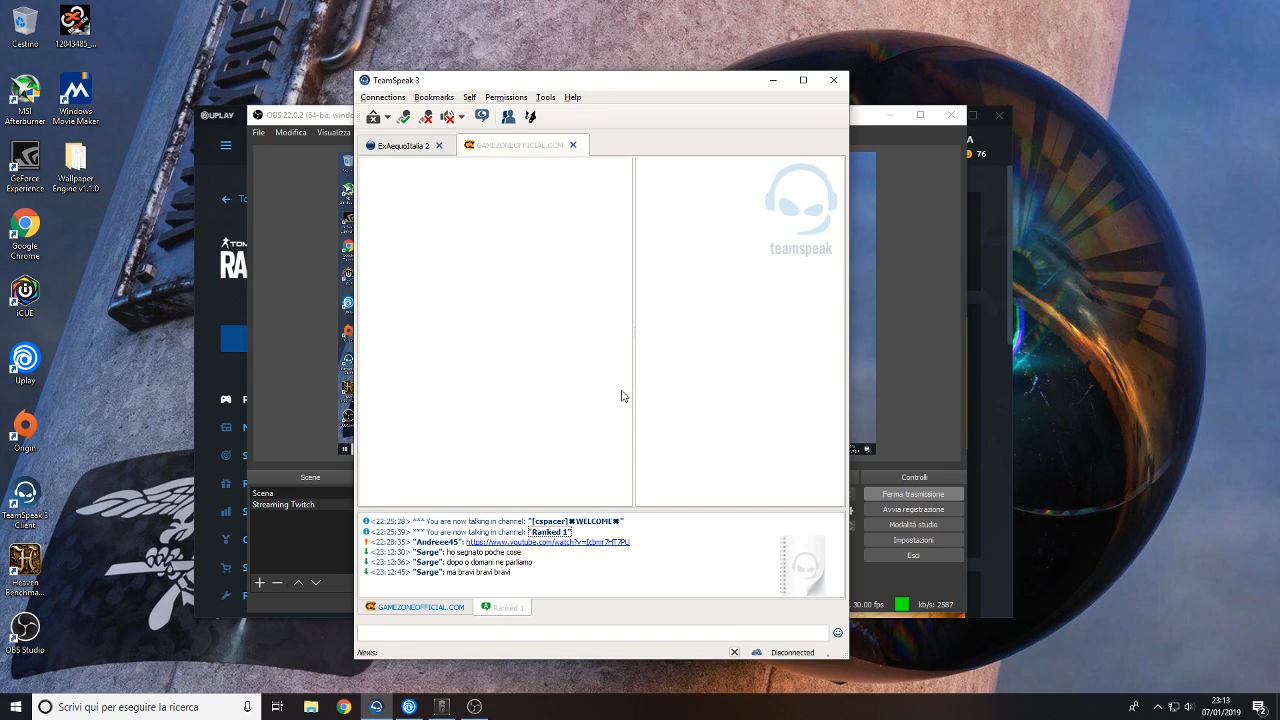 Cestino
12043485_...
MSI Afterburner
Windows Movie Maker
GeForce Experience
Wallpaper Engine v1.1.0
Google Chrome
iCUE
Uplay
Origin
TeamSpeak 3 Client
Heaven Benchma...
OBS Studio
UPLAY
76
OBS 22.0.2 (64-bit, windo
File Modifica Visualizza
TeamSpeak 3
Connections Bookmarks Self Permissions Tools Help
ExAequoItalia 2
GAMEZONEOFFICIAL.COM
teamspeak
<22:25:28> *** You are now talking in channel: "[cspacer]✖WELCOME✖"
<22:25:39> *** You are now talking in channel: "Ranked 1"
<22:28:35> "Andreee45": https://www.youtube.com/watch?v=Icbmr7HT7PU
<23:12:30> "Sarge": ho segnato poche cose
<23:12:36> "Sarge": dopo o domani ne parliamo
<23:12:45> "Sarge": ma bravi bravi bravi
GAMEZONEOFFICIAL.COM
Ranked 1
News:
Disconnected
Scene
Scena
Streaming Twitch
Controlli
Ferma trasmissione
Avvia registrazione
Modalità studio
Impostazioni
Esci
30.00 fps
kb/s: 2587
Scrivi qui per eseguire la ricerca
23:13
07/01/2019
2